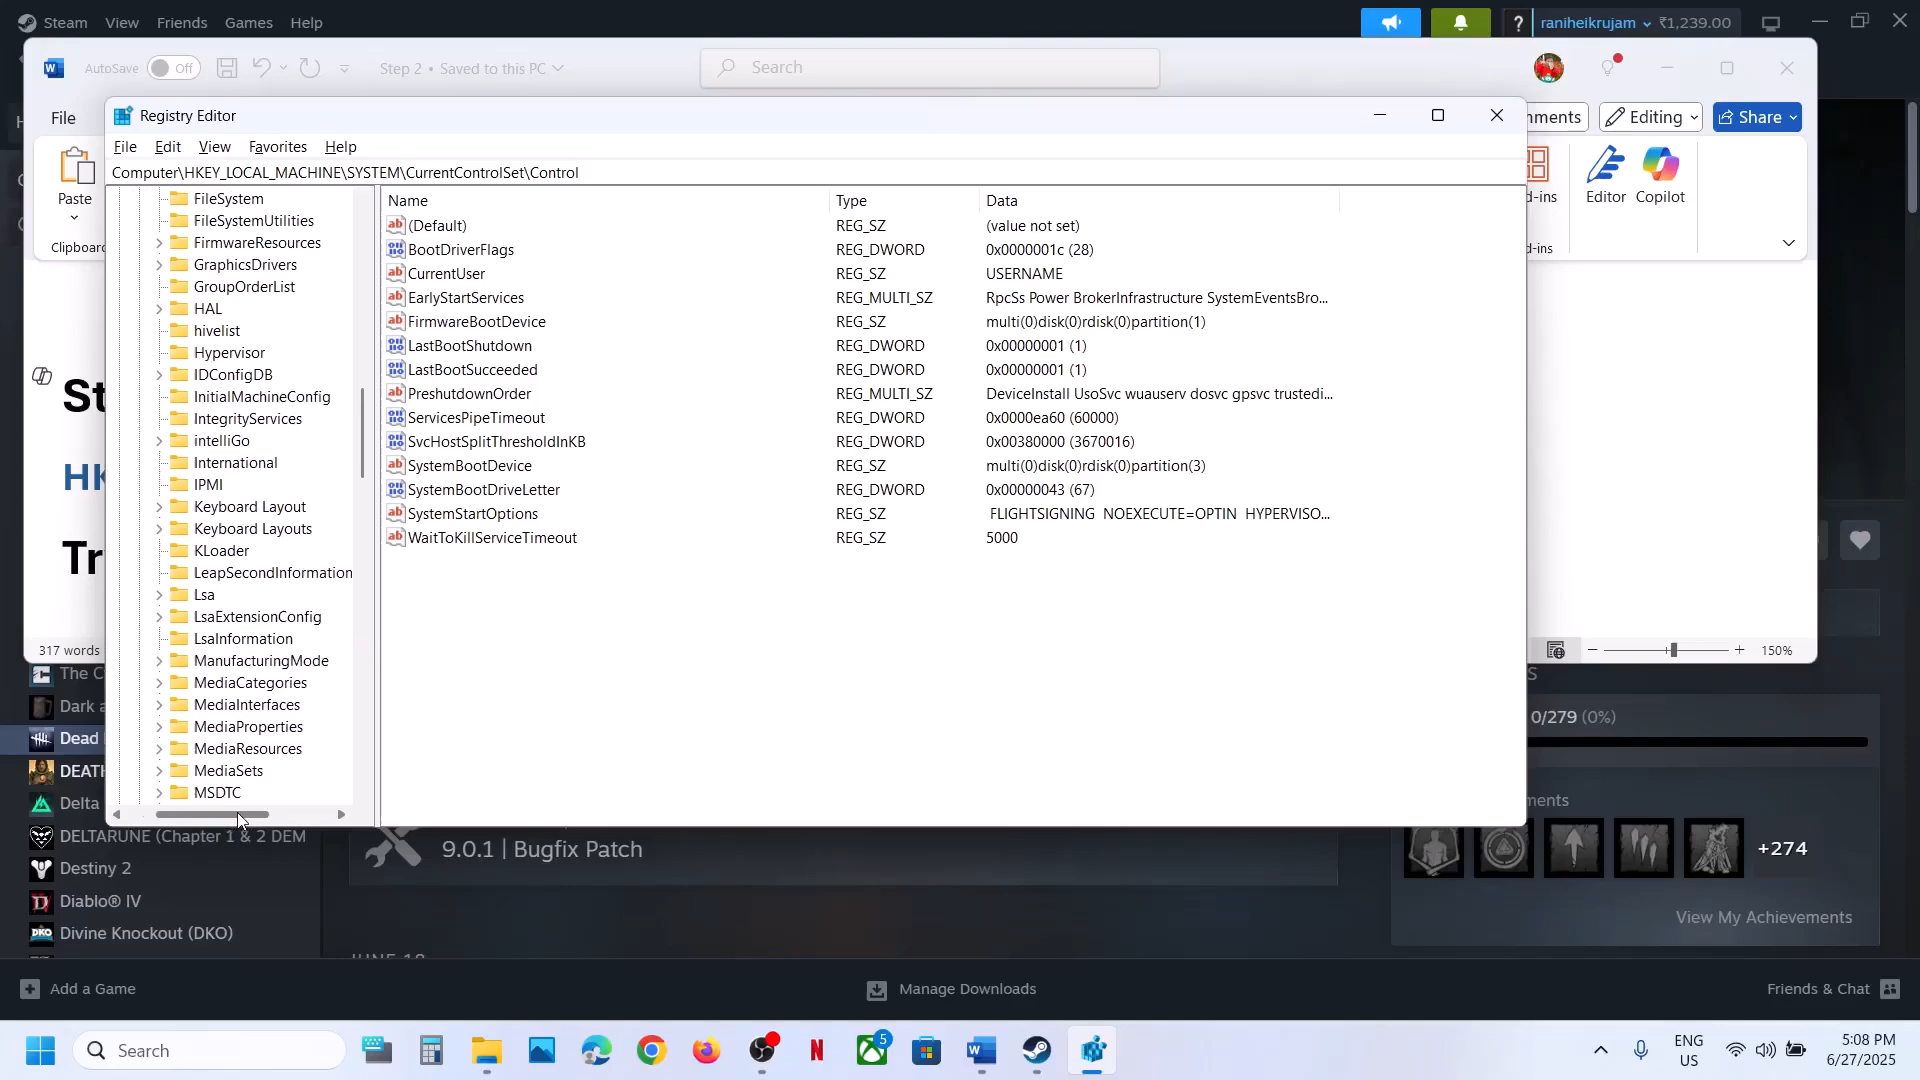 Steam View Friends Games Help
raniheikrujam ₹1,239.00
AutoSave Off
Step 2 • Saved to this PC
Search
File
Editing
Share
Paste
Clipboard
Editor
Copilot
Registry Editor
File Edit View Favorites Help
Computer\HKEY_LOCAL_MACHINE\SYSTEM\CurrentControlSet\Control
FileSystem
FileSystemUtilities
FirmwareResources
GraphicsDrivers
GroupOrderList
HAL
hivelist
Hypervisor
IDConfigDB
InitialMachineConfig
IntegrityServices
intelliGo
International
IPMI
Keyboard Layout
Keyboard Layouts
KLoader
LeapSecondInformation
Lsa
LsaExtensionConfig
LsaInformation
ManufacturingMode
MediaCategories
MediaInterfaces
MediaProperties
MediaResources
MediaSets
MSDTC
Name Type Data
(Default) REG_SZ (value not set)
BootDriverFlags REG_DWORD 0x0000001c (28)
CurrentUser REG_SZ USERNAME
EarlyStartServices REG_MULTI_SZ RpcSs Power BrokerInfrastructure SystemEventsBro...
FirmwareBootDevice REG_SZ multi(0)disk(0)rdisk(0)partition(1)
LastBootShutdown REG_DWORD 0x00000001 (1)
LastBootSucceeded REG_DWORD 0x00000001 (1)
PreshutdownOrder REG_MULTI_SZ DeviceInstall UsoSvc wuauserv dosvc gpsvc trustedi...
ServicesPipeTimeout REG_DWORD 0x0000ea60 (60000)
SvcHostSplitThresholdInKB REG_DWORD 0x00380000 (3670016)
SystemBootDevice REG_SZ multi(0)disk(0)rdisk(0)partition(3)
SystemBootDriveLetter REG_DWORD 0x00000043 (67)
SystemStartOptions REG_SZ FLIGHTSIGNING NOEXECUTE=OPTIN HYPERVISO...
WaitToKillServiceTimeout REG_SZ 5000
St
HK
Tr
317 words
150%
The C
Dark a
Dead
DEATH
Delta
DELTARUNE (Chapter 1 & 2 DEM
Destiny 2
Diablo® IV
Divine Knockout (DKO)
9.0.1 | Bugfix Patch
0/279 (0%)
+274
View My Achievements
Add a Game
Manage Downloads
Friends & Chat
Search
5
ENG
US
5:08 PM
6/27/2025